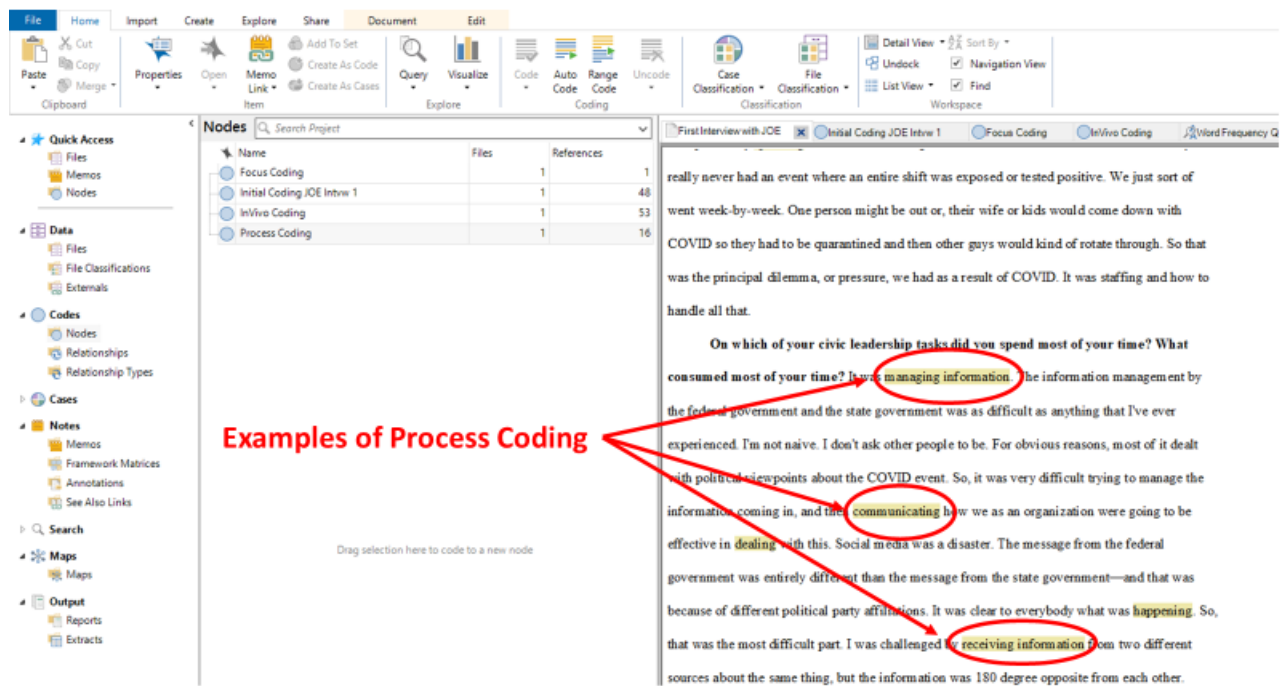 File Home Import Create Explore Share Document Edit
Paste
Cut
Copy
Merge
Clipboard
Properties
Open
Memo Link
Add To Set
Create As Code
Create As Cases
Item
Query
Visualize
Explore
Code
Auto Code
Range Code
Uncode
Coding
Case Classification
File Classification
Classification
Detail View
Sort By
Undock
Navigation View
List View
Find
Workspace
Quick Access
Files
Memos
Nodes
Data
Files
File Classifications
Externals
Codes
Nodes
Relationships
Relationship Types
Cases
Notes
Memos
Framework Matrices
Annotations
See Also Links
Search
Maps
Maps
Output
Reports
Extracts
Nodes Search Project
Name Files References
Focus Coding 1 1
Initial Coding JOE Intvw 1 1 48
InVivo Coding 1 53
Process Coding 1 16
Examples of Process Coding
Drag selection here to code to a new node
First Interview with JOE Initial Coding JOE Intvw 1 Focus Coding InVivo Coding Word Frequency Q
really never had an event where an entire shift was exposed or tested positive. We just sort of
went week-by-week. One person might be out or, their wife or kids would come down with
COVID so they had to be quarantined and then other guys would kind of rotate through. So that
was the principal dilemma, or pressure, we had as a result of COVID. It was staffing and how to
handle all that.
On which of your civic leadership tasks did you spend most of your time? What
consumed most of your time? It was managing information. The information management by
the federal government and the state government was as difficult as anything that I've ever
experienced. I'm not naive. I don't ask other people to be. For obvious reasons, most of it dealt
with political viewpoints about the COVID event. So, it was very difficult trying to manage the
information coming in, and then communicating how we as an organization were going to be
effective in dealing with this. Social media was a disaster. The message from the federal
government was entirely different than the message from the state government—and that was
because of different political party affiliations. It was clear to everybody what was happening. So,
that was the most difficult part. I was challenged by receiving information from two different
sources about the same thing, but the information was 180 degree opposite from each other.